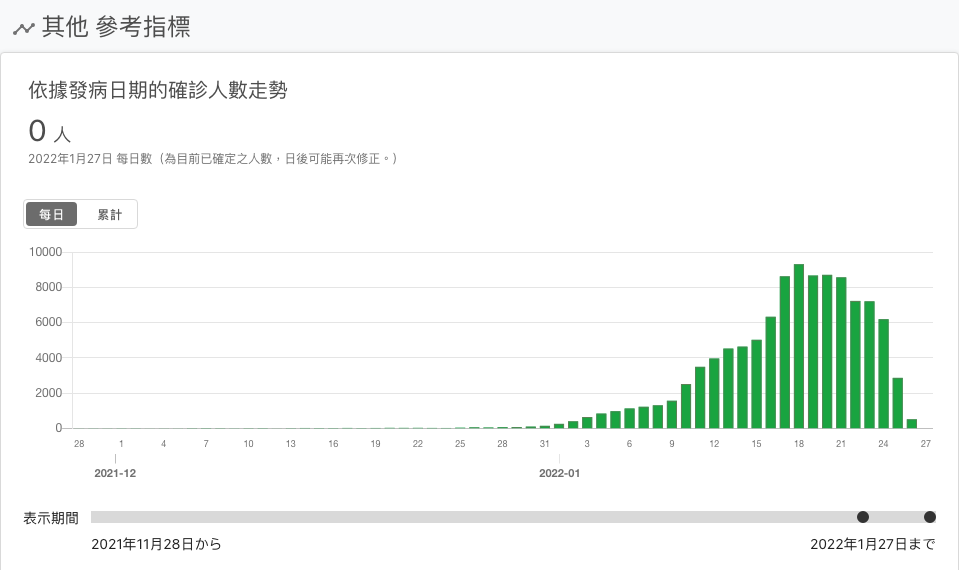 其他 參考指標
依據發病日期的確診人數走勢
0 人
2022年1月27日 每日數（為目前已確定之人數，日後可能再次修正。）
每日 累計
10000
8000
6000
4000
2000
0
28 1 4 7 10 13 16 19 22 25 28 31 3 6 9 12 15 18 21 24 27
2021-12 2022-01
表示期間
2021年11月28日から 2022年1月27日まで